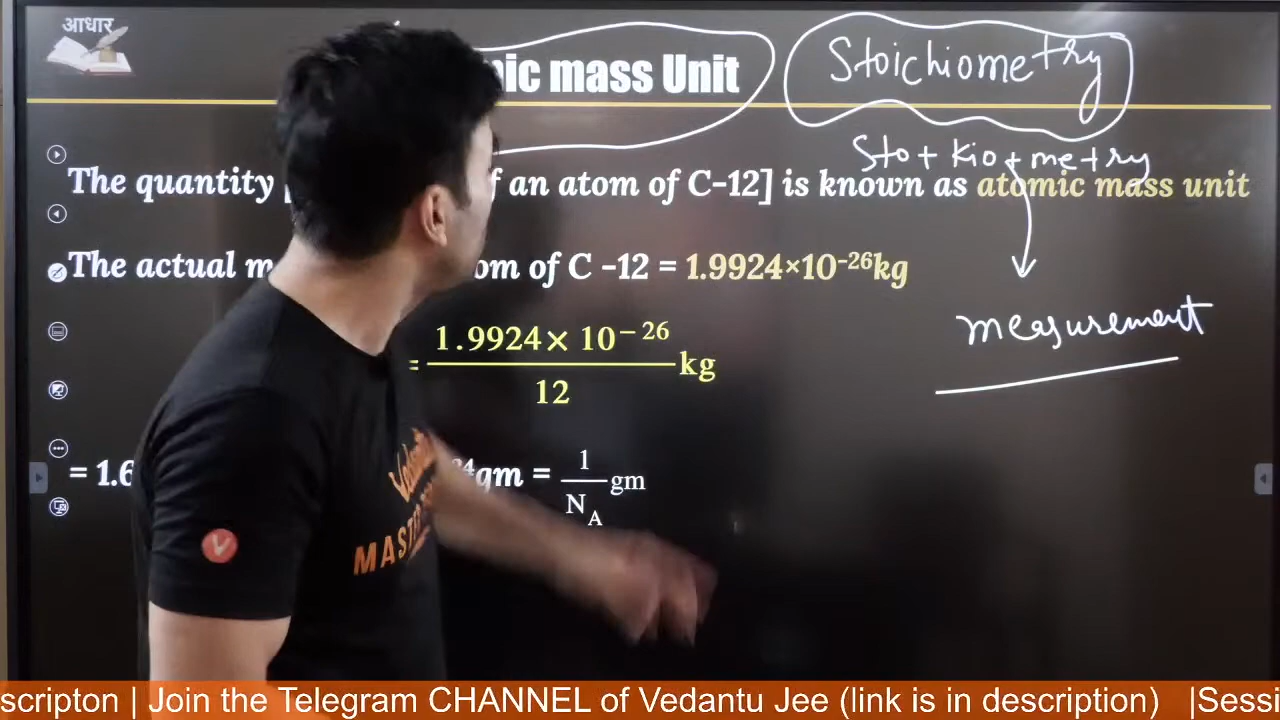 आधार
mic mass Unit
Stoichiometry
Sto + Kio + metry
The quantity [ f an atom of C-12] is known as atomic mass unit
The actual m om of C -12 = 1.9924×10⁻²⁶kg
measurement
= 1.9924 × 10⁻²⁶ / 12 kg
= 1.6 ²⁴gm = 1 / N_A gm
Vedantu
MAST
scripton | Join the Telegram CHANNEL of Vedantu Jee (link is in description) |Sessi